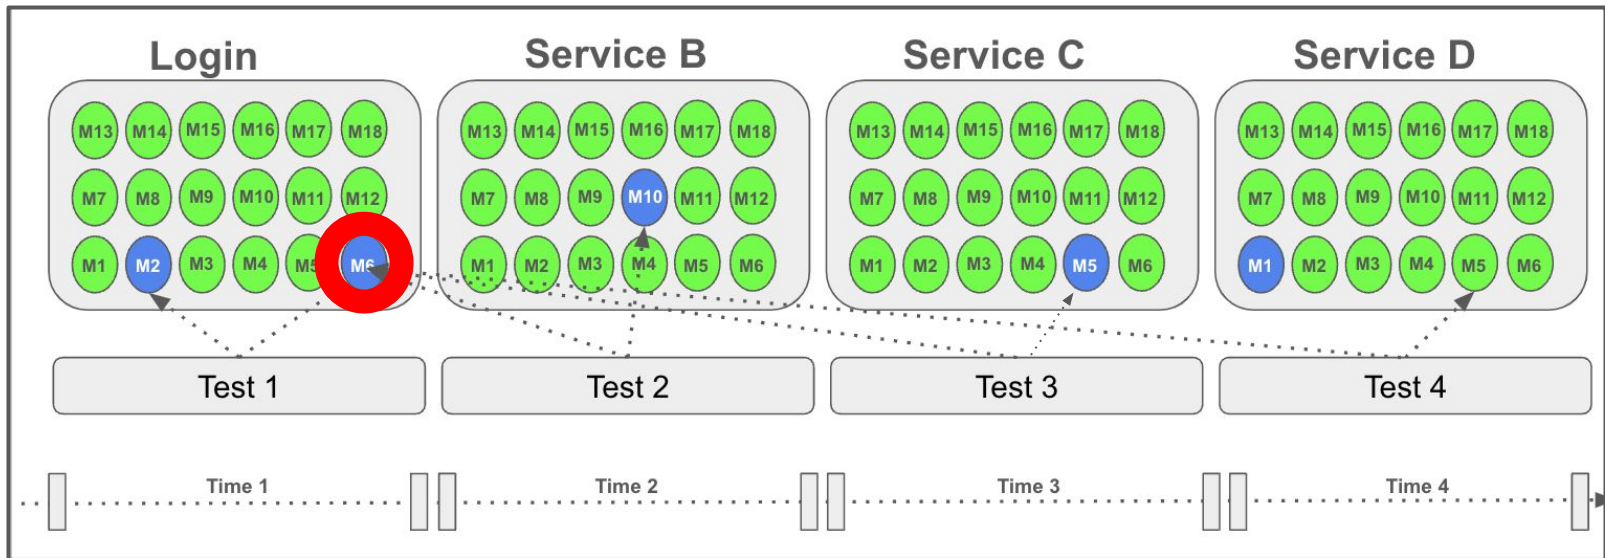 Login Service B Service C Service D
M13 M14 M15 M16 M17 M18 M13 M14 M15 M16 M17 M18 M13 M14 M15 M16 M17 M18 M13 M14 M15 M16 M17 M18
M7 M8 M9 M10 M11 M12 M7 M8 M9 M10 M11 M12 M7 M8 M9 M10 M11 M12 M7 M8 M9 M10 M11 M12
M1 M2 M3 M4 M5 M6 M1 M2 M3 M4 M5 M6 M1 M2 M3 M4 M5 M6 M1 M2 M3 M4 M5 M6
Test 1 Test 2 Test 3 Test 4
Time 1 Time 2 Time 3 Time 4